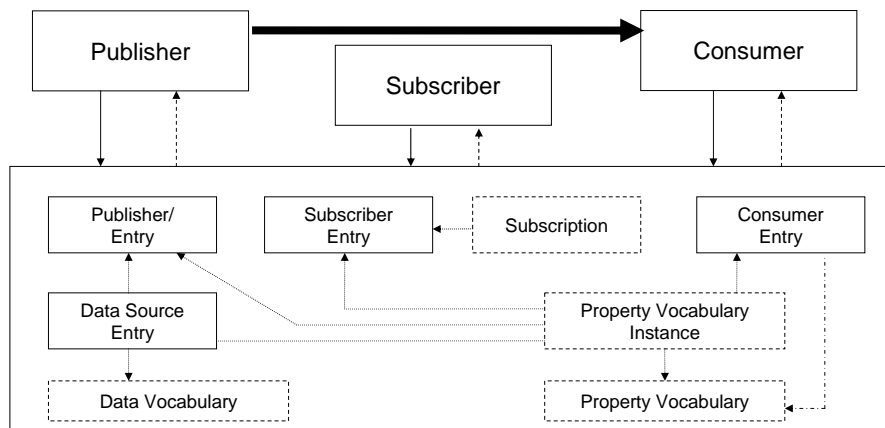 Publisher
Subscriber
Consumer
Publisher/
Entry
Subscriber
Entry
Subscription
Consumer
Entry
Data Source
Entry
Property Vocabulary
Instance
Data Vocabulary
Property Vocabulary